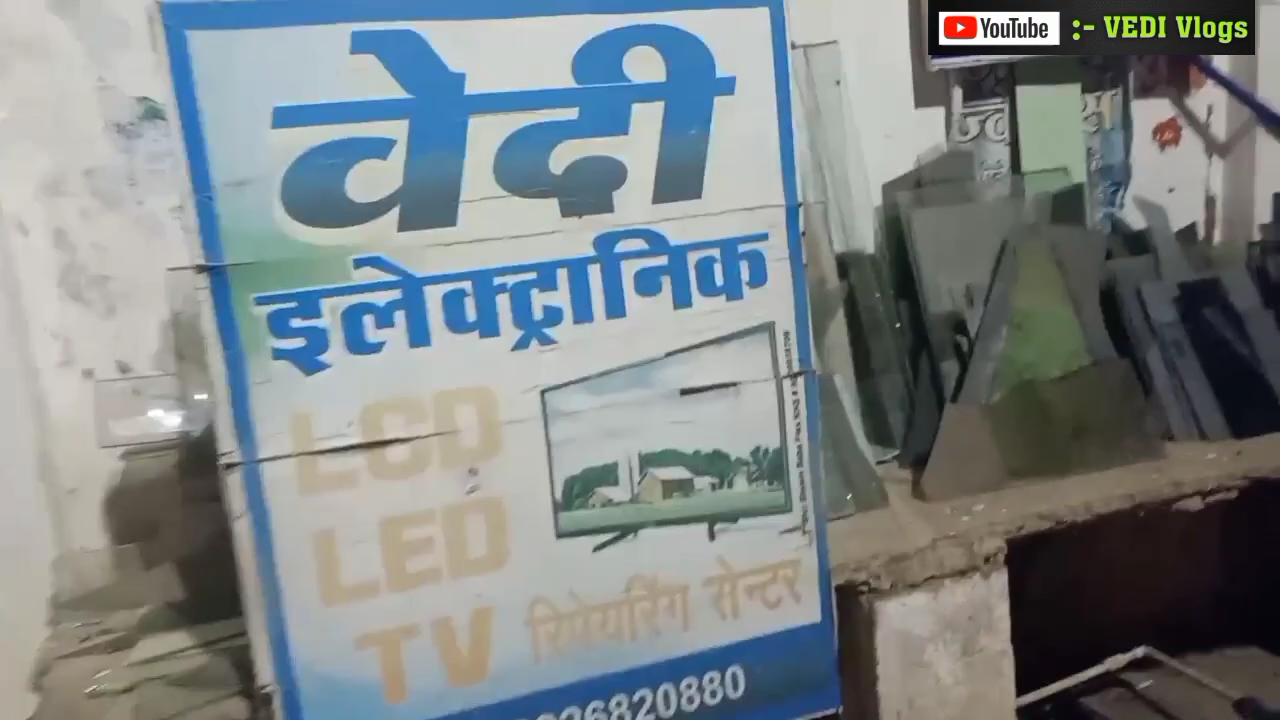 YouTube :- VEDI Vlogs
वेदी
इलेक्ट्रानिक
LCD
LED
TV रिपेयरिंग सेन्टर